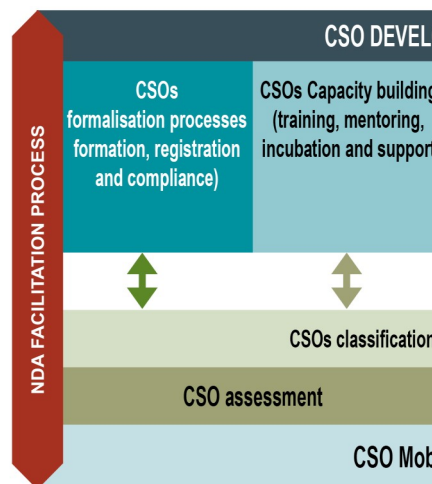 CSO DEVEL
CSOs
formalisation processes
formation, registration
and compliance)
CSOs Capacity building
(training, mentoring,
incubation and support
NDA FACILITATION PROCESS
CSOs classification
CSO assessment
CSO Mob